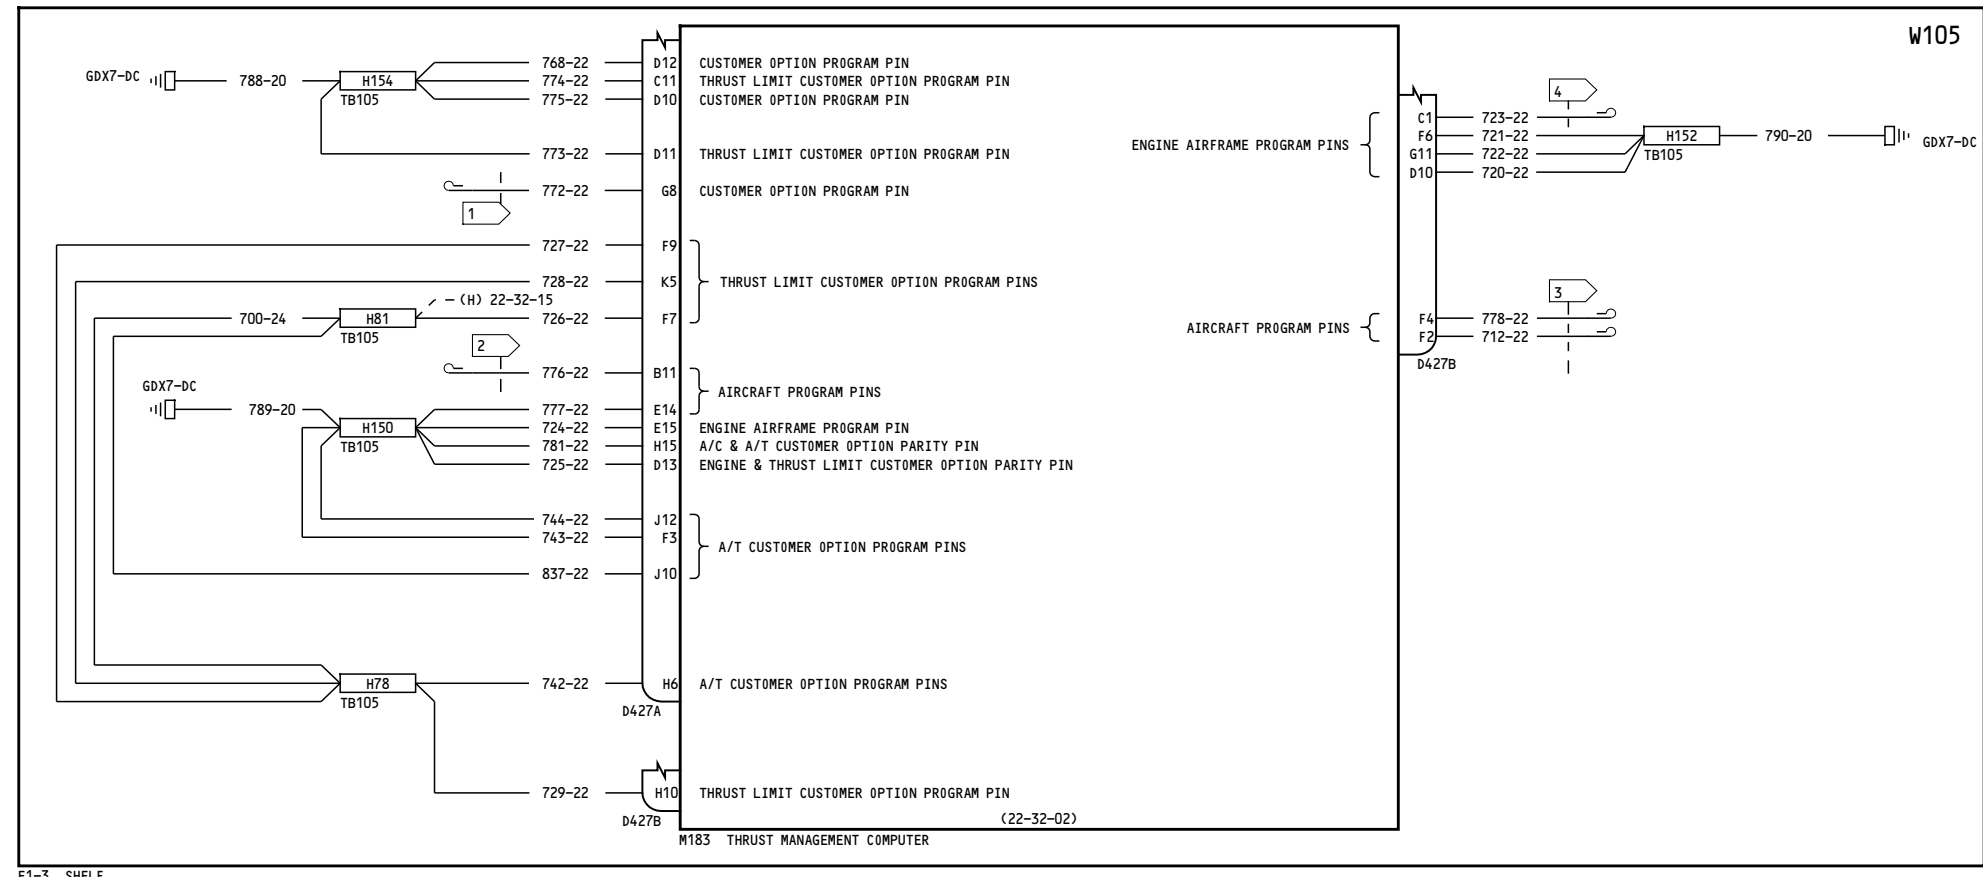 W105
GDX7-DC
788-20
H154
TB105
768-22 D12 CUSTOMER OPTION PROGRAM PIN
774-22 C11 THRUST LIMIT CUSTOMER OPTION PROGRAM PIN
775-22 D10 CUSTOMER OPTION PROGRAM PIN
773-22 D11 THRUST LIMIT CUSTOMER OPTION PROGRAM PIN
772-22 G8 CUSTOMER OPTION PROGRAM PIN
1
727-22 F9
728-22 K5 THRUST LIMIT CUSTOMER OPTION PROGRAM PINS
(H) 22-32-15
700-24 H81 726-22 F7
TB105
2
776-22 B11
AIRCRAFT PROGRAM PINS
GDX7-DC
789-20
777-22 E14
H150
TB105
724-22 E15 ENGINE AIRFRAME PROGRAM PIN
781-22 H15 A/C & A/T CUSTOMER OPTION PARITY PIN
725-22 D13 ENGINE & THRUST LIMIT CUSTOMER OPTION PARITY PIN
744-22 J12
743-22 F3
A/T CUSTOMER OPTION PROGRAM PINS
837-22 J10
H78 742-22 H6 A/T CUSTOMER OPTION PROGRAM PINS
TB105
D427A
729-22 H10 THRUST LIMIT CUSTOMER OPTION PROGRAM PIN
D427B
(22-32-02)
M183 THRUST MANAGEMENT COMPUTER
4
ENGINE AIRFRAME PROGRAM PINS
C1 723-22
F6 721-22
G11 722-22
D10 720-22
H152
TB105
790-20
GDX7-DC
3
AIRCRAFT PROGRAM PINS
F4 778-22
F2 712-22
D427B
E1-3 SHELF